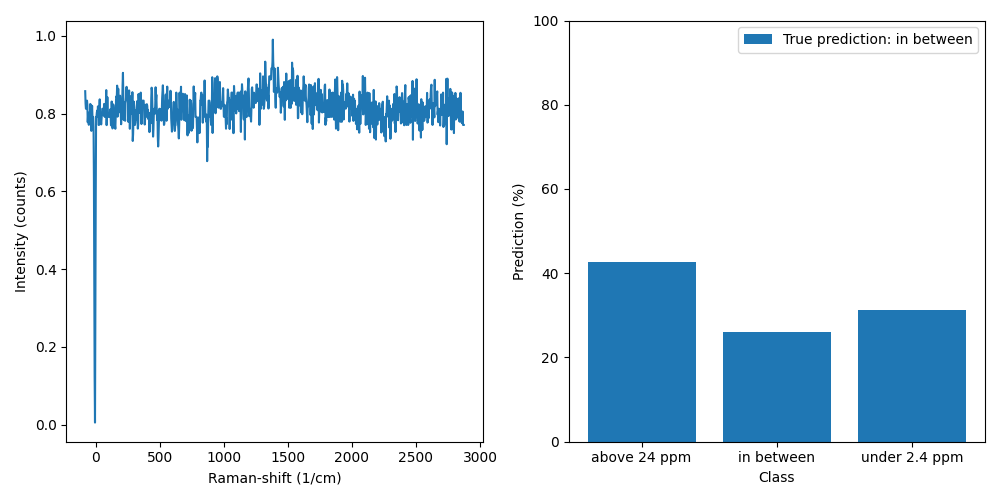 1.0
0.8
0.6
0.4
0.2
0.0
Intensity (counts)
0 500 1000 1500 2000 2500 3000
Raman-shift (1/cm)
100
80
60
40
20
0
Prediction (%)
True prediction: in between
above 24 ppm in between under 2.4 ppm
Class